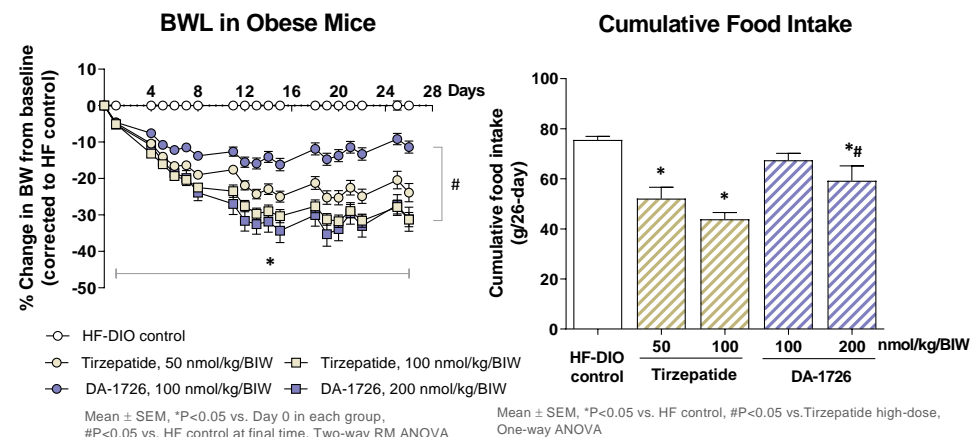 BWL in Obese Mice
% Change in BW from baseline
(corrected to HF control)
10
0
-10
-20
-30
-40
-50
4 8 12 16 20 24 28 Days
#
*
HF-DIO control
Tirzepatide, 50 nmol/kg/BIW Tirzepatide, 100 nmol/kg/BIW
DA-1726, 100 nmol/kg/BIW DA-1726, 200 nmol/kg/BIW
Mean ± SEM, *P<0.05 vs. Day 0 in each group,
#P<0.05 vs. HF control at final time, Two-way RM ANOVA
Cumulative Food Intake
Cumulative food intake
(g/26-day)
100
80
60
40
20
0
* * *#
HF-DIO
control
50 100 100 200 nmol/kg/BIW
Tirzepatide DA-1726
Mean ± SEM, *P<0.05 vs. HF control, #P<0.05 vs.Tirzepatide high-dose,
One-way ANOVA